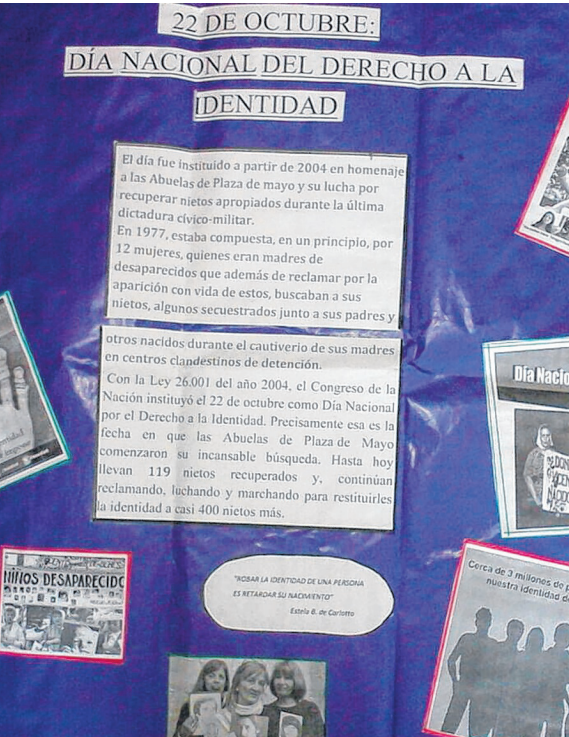 22 DE OCTUBRE:
DÍA NACIONAL DEL DERECHO A LA
IDENTIDAD
El día fue instituido a partir de 2004 en homenaje
a las Abuelas de Plaza de mayo y su lucha por
recuperar nietos apropiados durante la última
dictadura cívico-militar.
En 1977, estaba compuesta, en un principio, por
12 mujeres, quienes eran madres de
desaparecidos que además de reclamar por la
aparición con vida de estos, buscaban a sus
nietos, algunos secuestrados junto a sus padres y
otros nacidos durante el cautiverio de sus madres
en centros clandestinos de detención.
Con la Ley 26.001 del año 2004, el Congreso de la
Nación instituyó el 22 de octubre como Día Nacional
por el Derecho a la Identidad. Precisamente esa es la
fecha en que las Abuelas de Plaza de Mayo
comenzaron su incansable búsqueda. Hasta hoy
llevan 119 nietos recuperados y, continúan
reclamando, luchando y marchando para restituirles
la identidad a casi 400 nietos más.
Día Nacio
NIÑOS DESAPARECIDO
"ROBAR LA IDENTIDAD DE UNA PERSONA
ES RETARDAR SU NACIMIENTO"
Estela B. de Carlotto
Cerca de 3 millones de p
nuestra identidad de